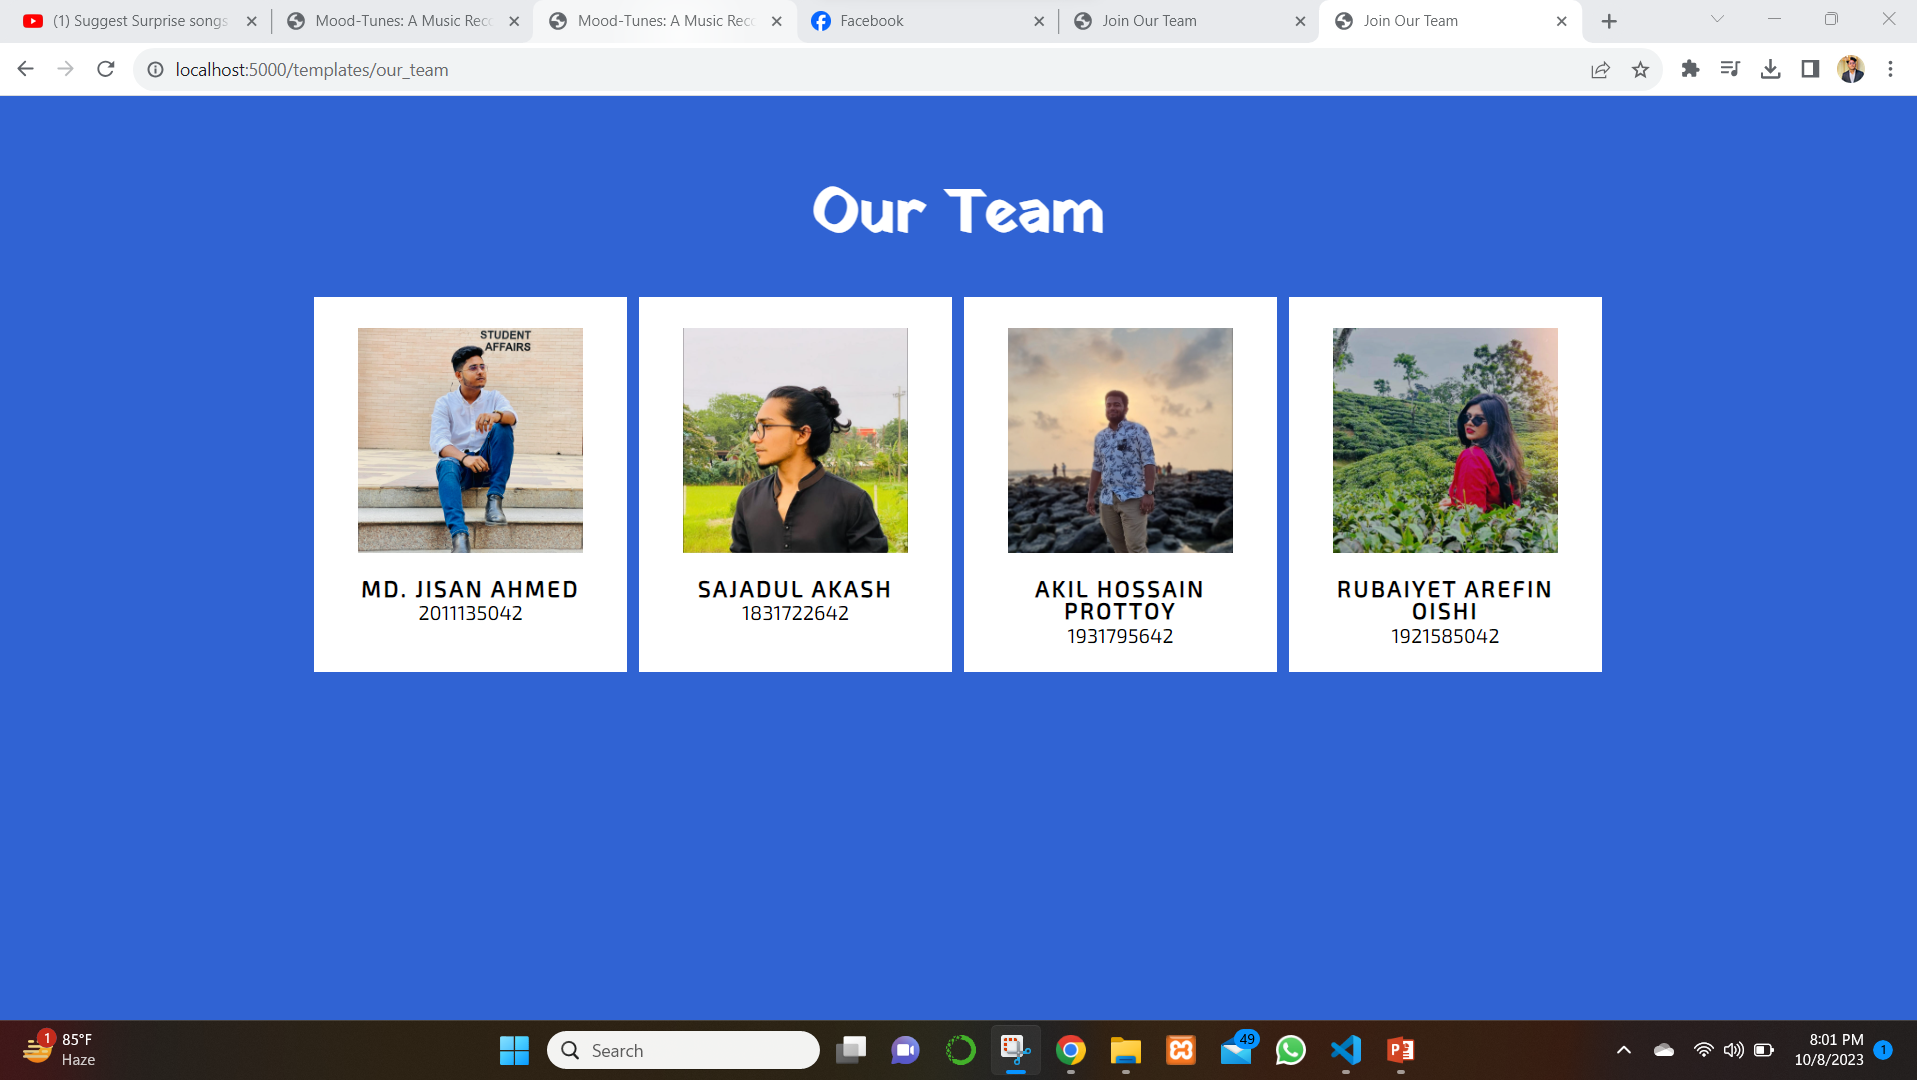 (1) Suggest Surprise songs
Mood-Tunes: A Music Rec
Mood-Tunes: A Music Rec
Facebook
Join Our Team
Join Our Team
localhost:5000/templates/our_team
Our Team
STUDENT
AFFAIRS
MD. JISAN AHMED
2011135042
SAJADUL AKASH
1831722642
AKIL HOSSAIN
PROTTOY
1931795642
RUBAIYET AREFIN
OISHI
1921585042
1
85°F
Haze
Search
49
8:01 PM
10/8/2023
1